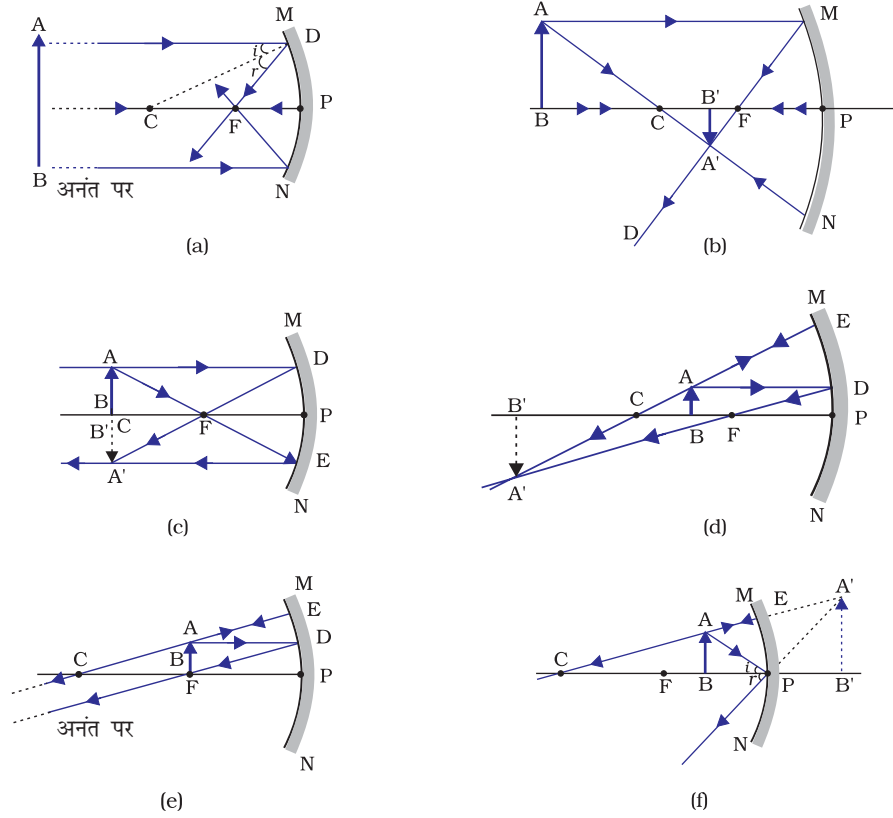 A M D i r C F P B N अनंत पर
(a)
A M B C B' F P A' D N
(b)
M A D B C B' F P A' E N
(c)
M E A D B' C B F P A' N
(d)
M E A D C B F P N अनंत पर
(e)
A' M E A i r C F B P B' N
(f)